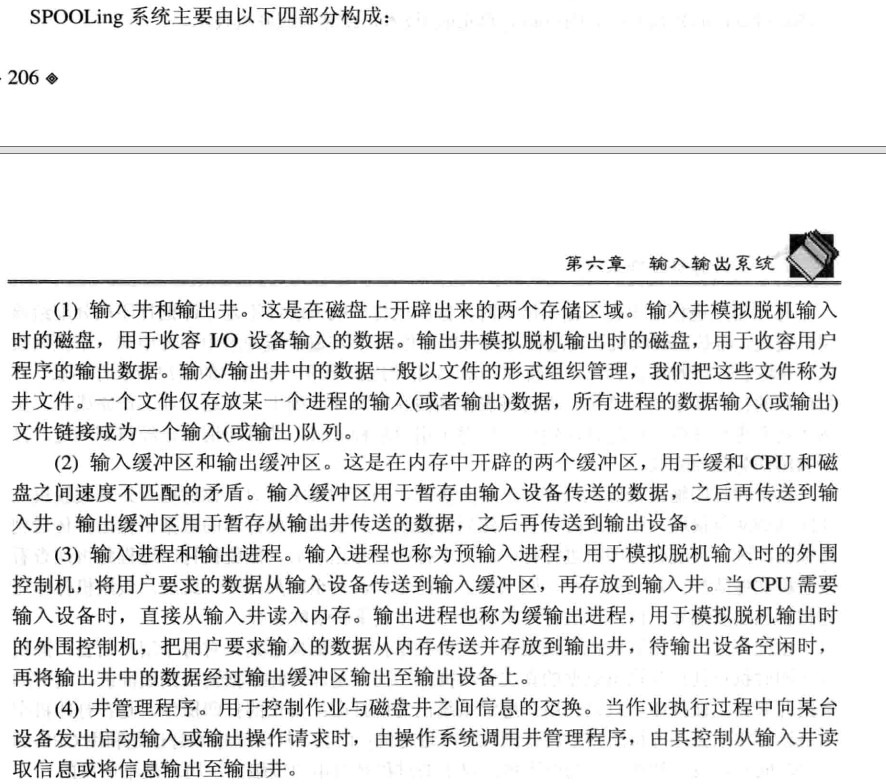 SPOOLing 系统主要由以下四部分构成：
· 206 ◈
第六章 输入输出系统
(1) 输入井和输出井。这是在磁盘上开辟出来的两个存储区域。输入井模拟脱机输入
时的磁盘，用于收容 I/O 设备输入的数据。输出井模拟脱机输出时的磁盘，用于收容用户
程序的输出数据。输入/输出井中的数据一般以文件的形式组织管理，我们把这些文件称为
井文件。一个文件仅存放某一个进程的输入(或者输出)数据，所有进程的数据输入(或输出)
文件链接成为一个输入(或输出)队列。
(2) 输入缓冲区和输出缓冲区。这是在内存中开辟的两个缓冲区，用于缓和 CPU 和磁
盘之间速度不匹配的矛盾。输入缓冲区用于暂存由输入设备传送的数据，之后再传送到输
入井。。输出缓冲区用于暂存从输出井传送的数据，之后再传送到输出设备。
(3) 输入进程和输出进程。输入进程也称为预输入进程，用于模拟脱机输入时的外围
控制机，将用户要求的数据从输入设备传送到输入缓冲区，再存放到输入井。当 CPU 需要
输入设备时，直接从输入井读入内存。输出进程也称为缓输出进程，用于模拟脱机输出时
的外围控制机，把用户要求输入的数据从内存传送并存放到输出井，待输出设备空闲时，
再将输出井中的数据经过输出缓冲区输出至输出设备上。
(4) 井管理程序。用于控制作业与磁盘井之间信息的交换。当作业执行过程中向某台
设备发出启动输入或输出操作请求时，由操作系统调用井管理程序，由其控制从输入井读
取信息或将信息输出至输出井。